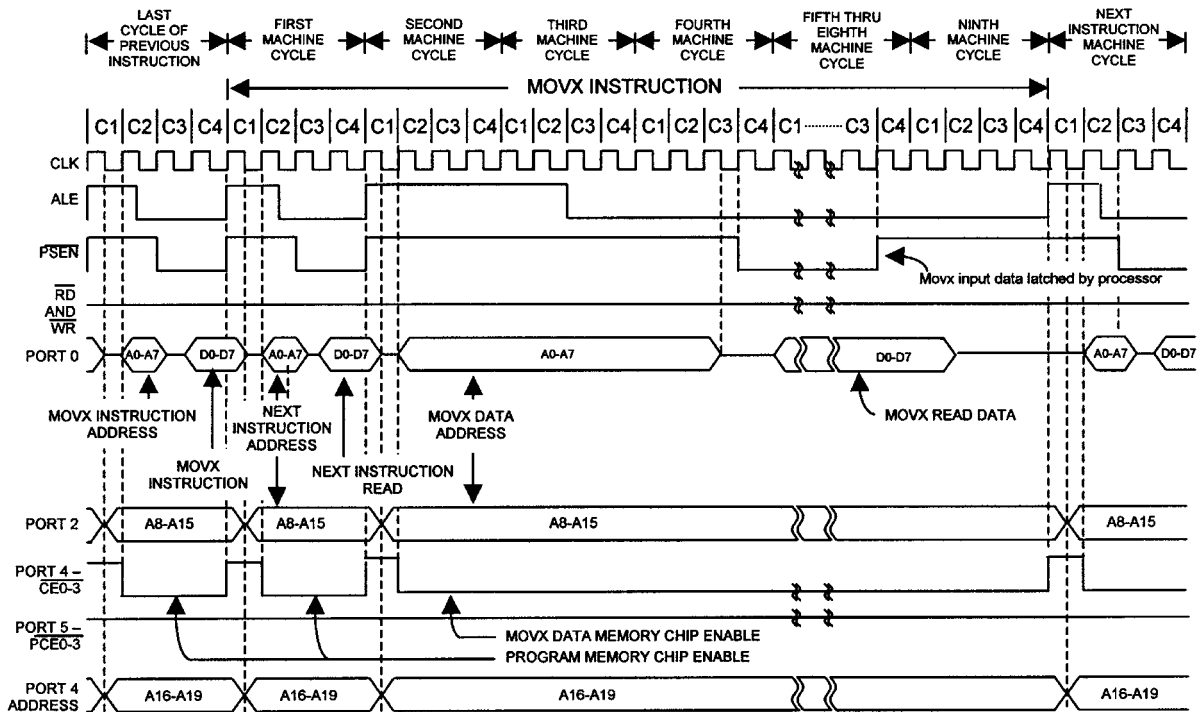 LAST
CYCLE OF
PREVIOUS
INSTRUCTION
FIRST
MACHINE
CYCLE
SECOND
MACHINE
CYCLE
THIRD
MACHINE
CYCLE
FOURTH
MACHINE
CYCLE
FIFTH THRU
EIGHTH
MACHINE
CYCLE
NINTH
MACHINE
CYCLE
NEXT
INSTRUCTION
MACHINE
CYCLE
MOVX INSTRUCTION
C1 C2 C3 C4 C1 C2 C3 C4 C1 C2 C3 C4 C1 C2 C3 C4 C1 C2 C3 C4 C1 ........ C3 C4 C1 C2 C3 C4 C1 C2 C3 C4
CLK
ALE
PSEN
Movx input data latched by processor
RD
AND
WR
PORT 0 A0-A7 D0-D7 A0-A7 D0-D7 A0-A7 D0-D7 A0-A7 D0-D7
MOVX INSTRUCTION
ADDRESS
NEXT
INSTRUCTION
ADDRESS
MOVX DATA
ADDRESS
MOVX READ DATA
MOVX
INSTRUCTION
NEXT INSTRUCTION
READ
PORT 2 A8-A15 A8-A15 A8-A15 A8-A15
PORT 4 –
CE0-3
PORT 5 –
PCE0-3
MOVX DATA MEMORY CHIP ENABLE
PROGRAM MEMORY CHIP ENABLE
PORT 4
ADDRESS
A16-A19 A16-A19 A16-A19 A16-A19